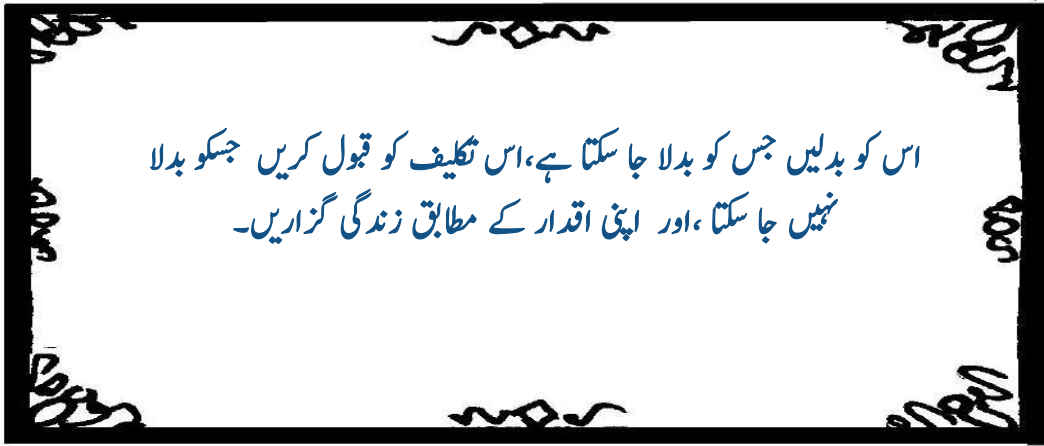 اس کو بدلیں جس کو بدلا جا سکتا ہے،اس تکلیف کو قبول کریں جسکو بدلا
نہیں جا سکتا ،اور اپنی اقدار کے مطابق زندگی گزاریں۔